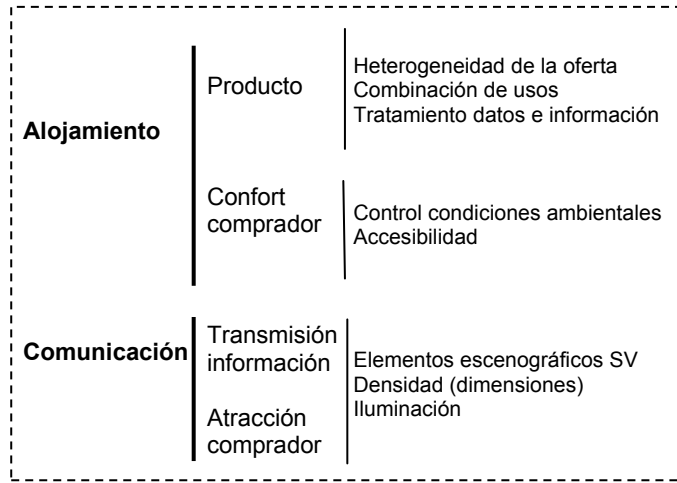 Alojamiento
Producto
Heterogeneidad de la oferta
Combinación de usos
Tratamiento datos e información
Confort
comprador
Control condiciones ambientales
Accesibilidad
Comunicación
Transmisión
información
Atracción
comprador
Elementos escenográficos SV
Densidad (dimensiones)
Iluminación